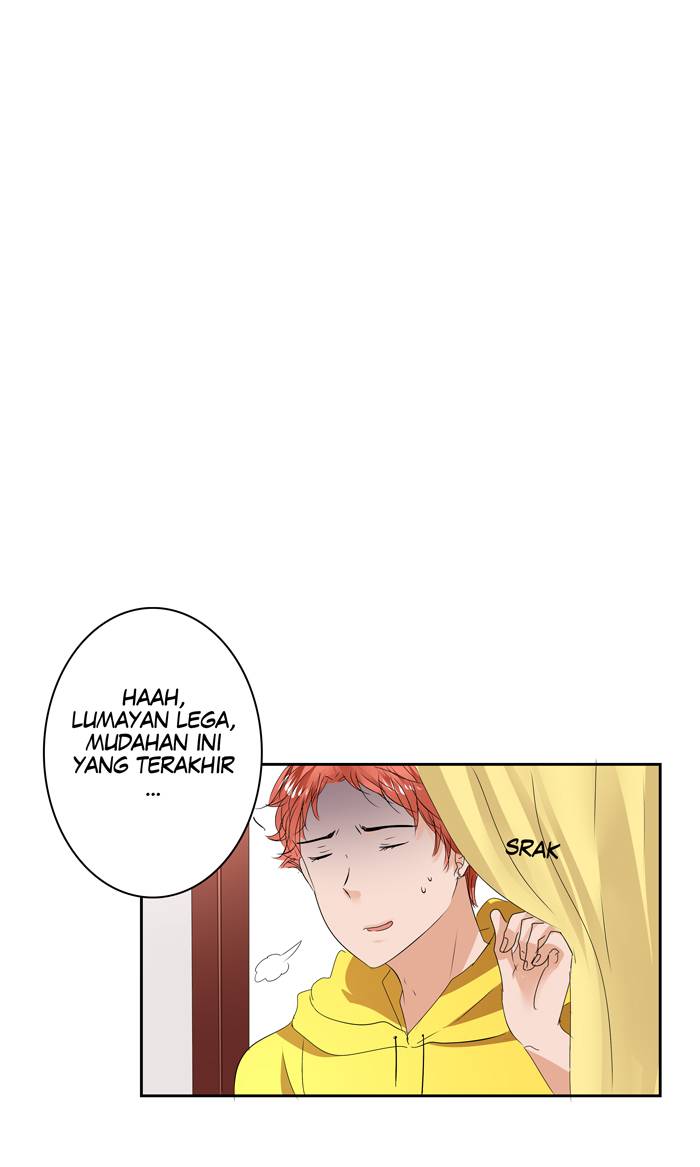 HAAH,
LUMAYAN LEGA,
MUDAHAN INI
YANG TERAKHIR
...
SRAK